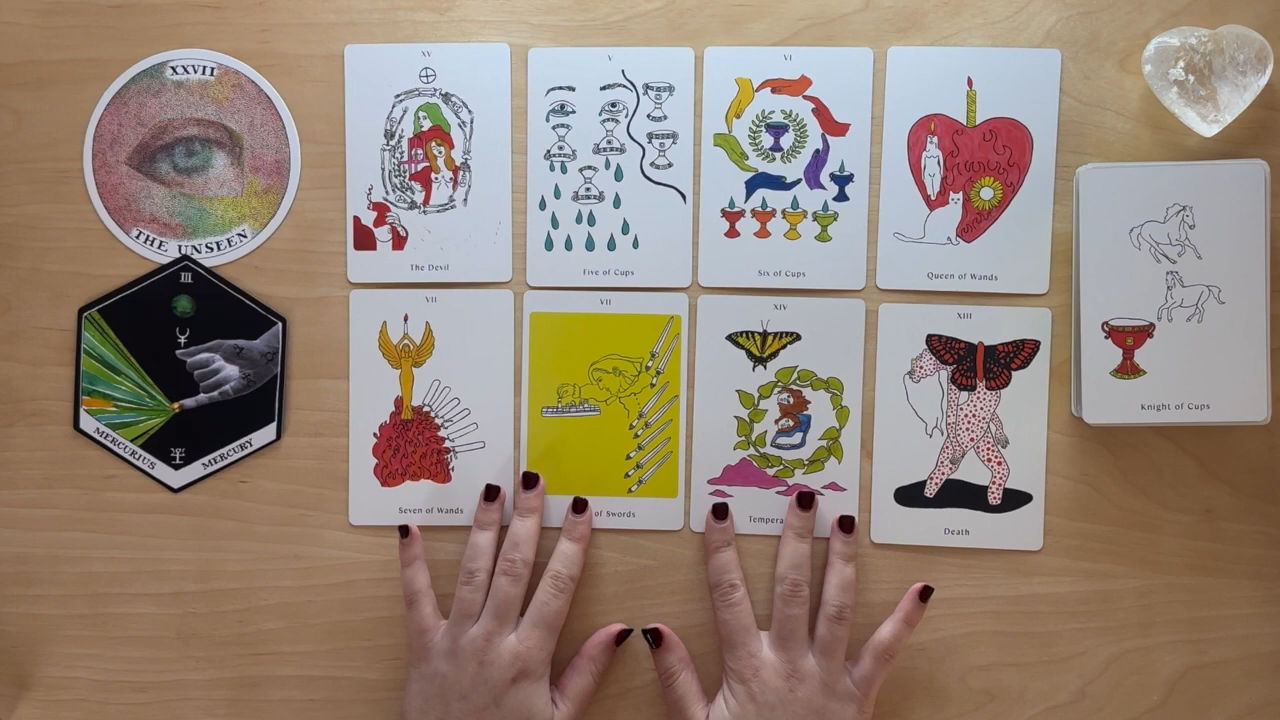 XXVII
THE UNSEEN
III
MERCURIUS
MERCURY
XV
The Devil
V
Five of Cups
VI
Six of Cups
Queen of Wands
VII
Seven of Wands
VII
of Swords
XIV
Tempera
XIII
Death
Knight of Cups